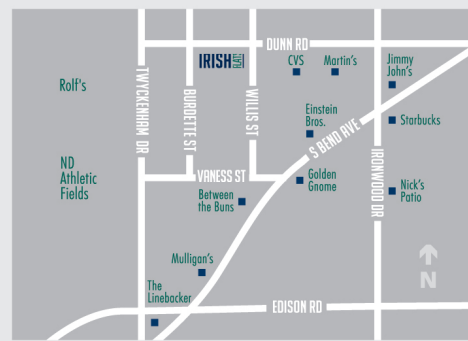 DUNN RD
IRISH FLATS
CVS
Martin's
Jimmy
John's
Rolf's
TWYCKENHAM DR
BURDETTE ST
WILLIS ST
Einstein
Bros.
S BEND AVE
Starbucks
IRONWOOD DR
ND
Athletic
Fields
VANESS ST
Golden
Gnome
Between
the Buns
Nick's
Patio
Mulligan's
N
The
Linebacker
EDISON RD